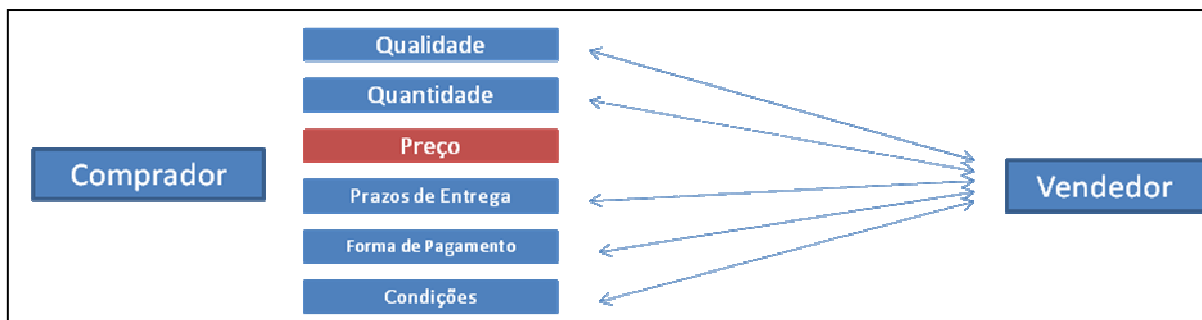 Comprador
Qualidade
Quantidade
Preço
Prazos de Entrega
Forma de Pagamento
Condições
Vendedor